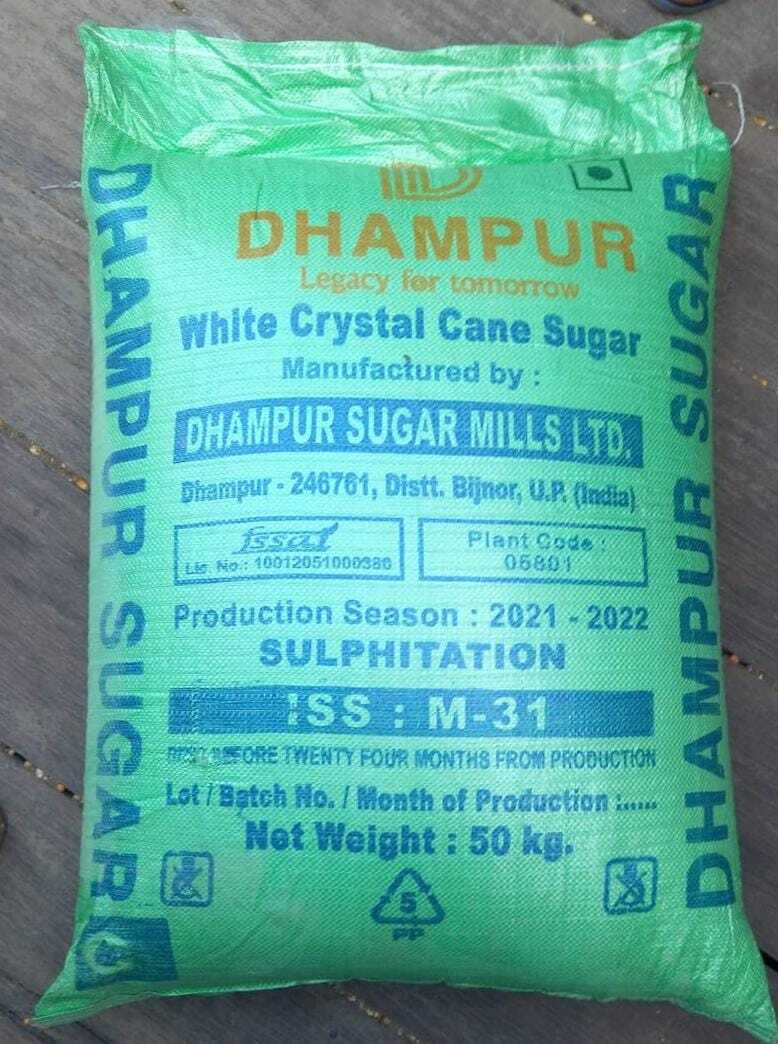 DHAMPUR
Legacy for tomorrow
White Crystal Cane Sugar
Manufactured by :
DHAMPUR SUGAR MILLS LTD.
Dhampur - 246761, Distt. Bijnor, U.P. (India)
fssai
Lic. No.: 10012051000386
Plant Code :
05801
Production Season : 2021 - 2022
SULPHITATION
ISS : M-31
BEST BEFORE TWENTY FOUR MONTHS FROM PRODUCTION
Lot / Batch No. / Month of Production :.....
Net Weight : 50 kg.
5
PP
DHAMPUR SUGAR
DHAMPUR SUGAR